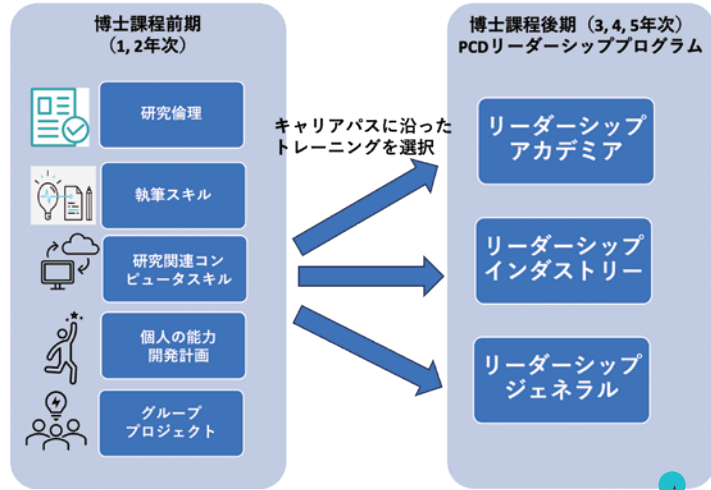 博士課程前期
（1, 2年次）
研究倫理
執筆スキル
研究関連コン
ピュータスキル
個人の能力
開発計画
グループ
プロジェクト
キャリアパスに沿った
トレーニングを選択
博士課程後期（3, 4, 5年次）
PCDリーダーシッププログラム
リーダーシップ
アカデミア
リーダーシップ
インダストリー
リーダーシップ
ジェネラル